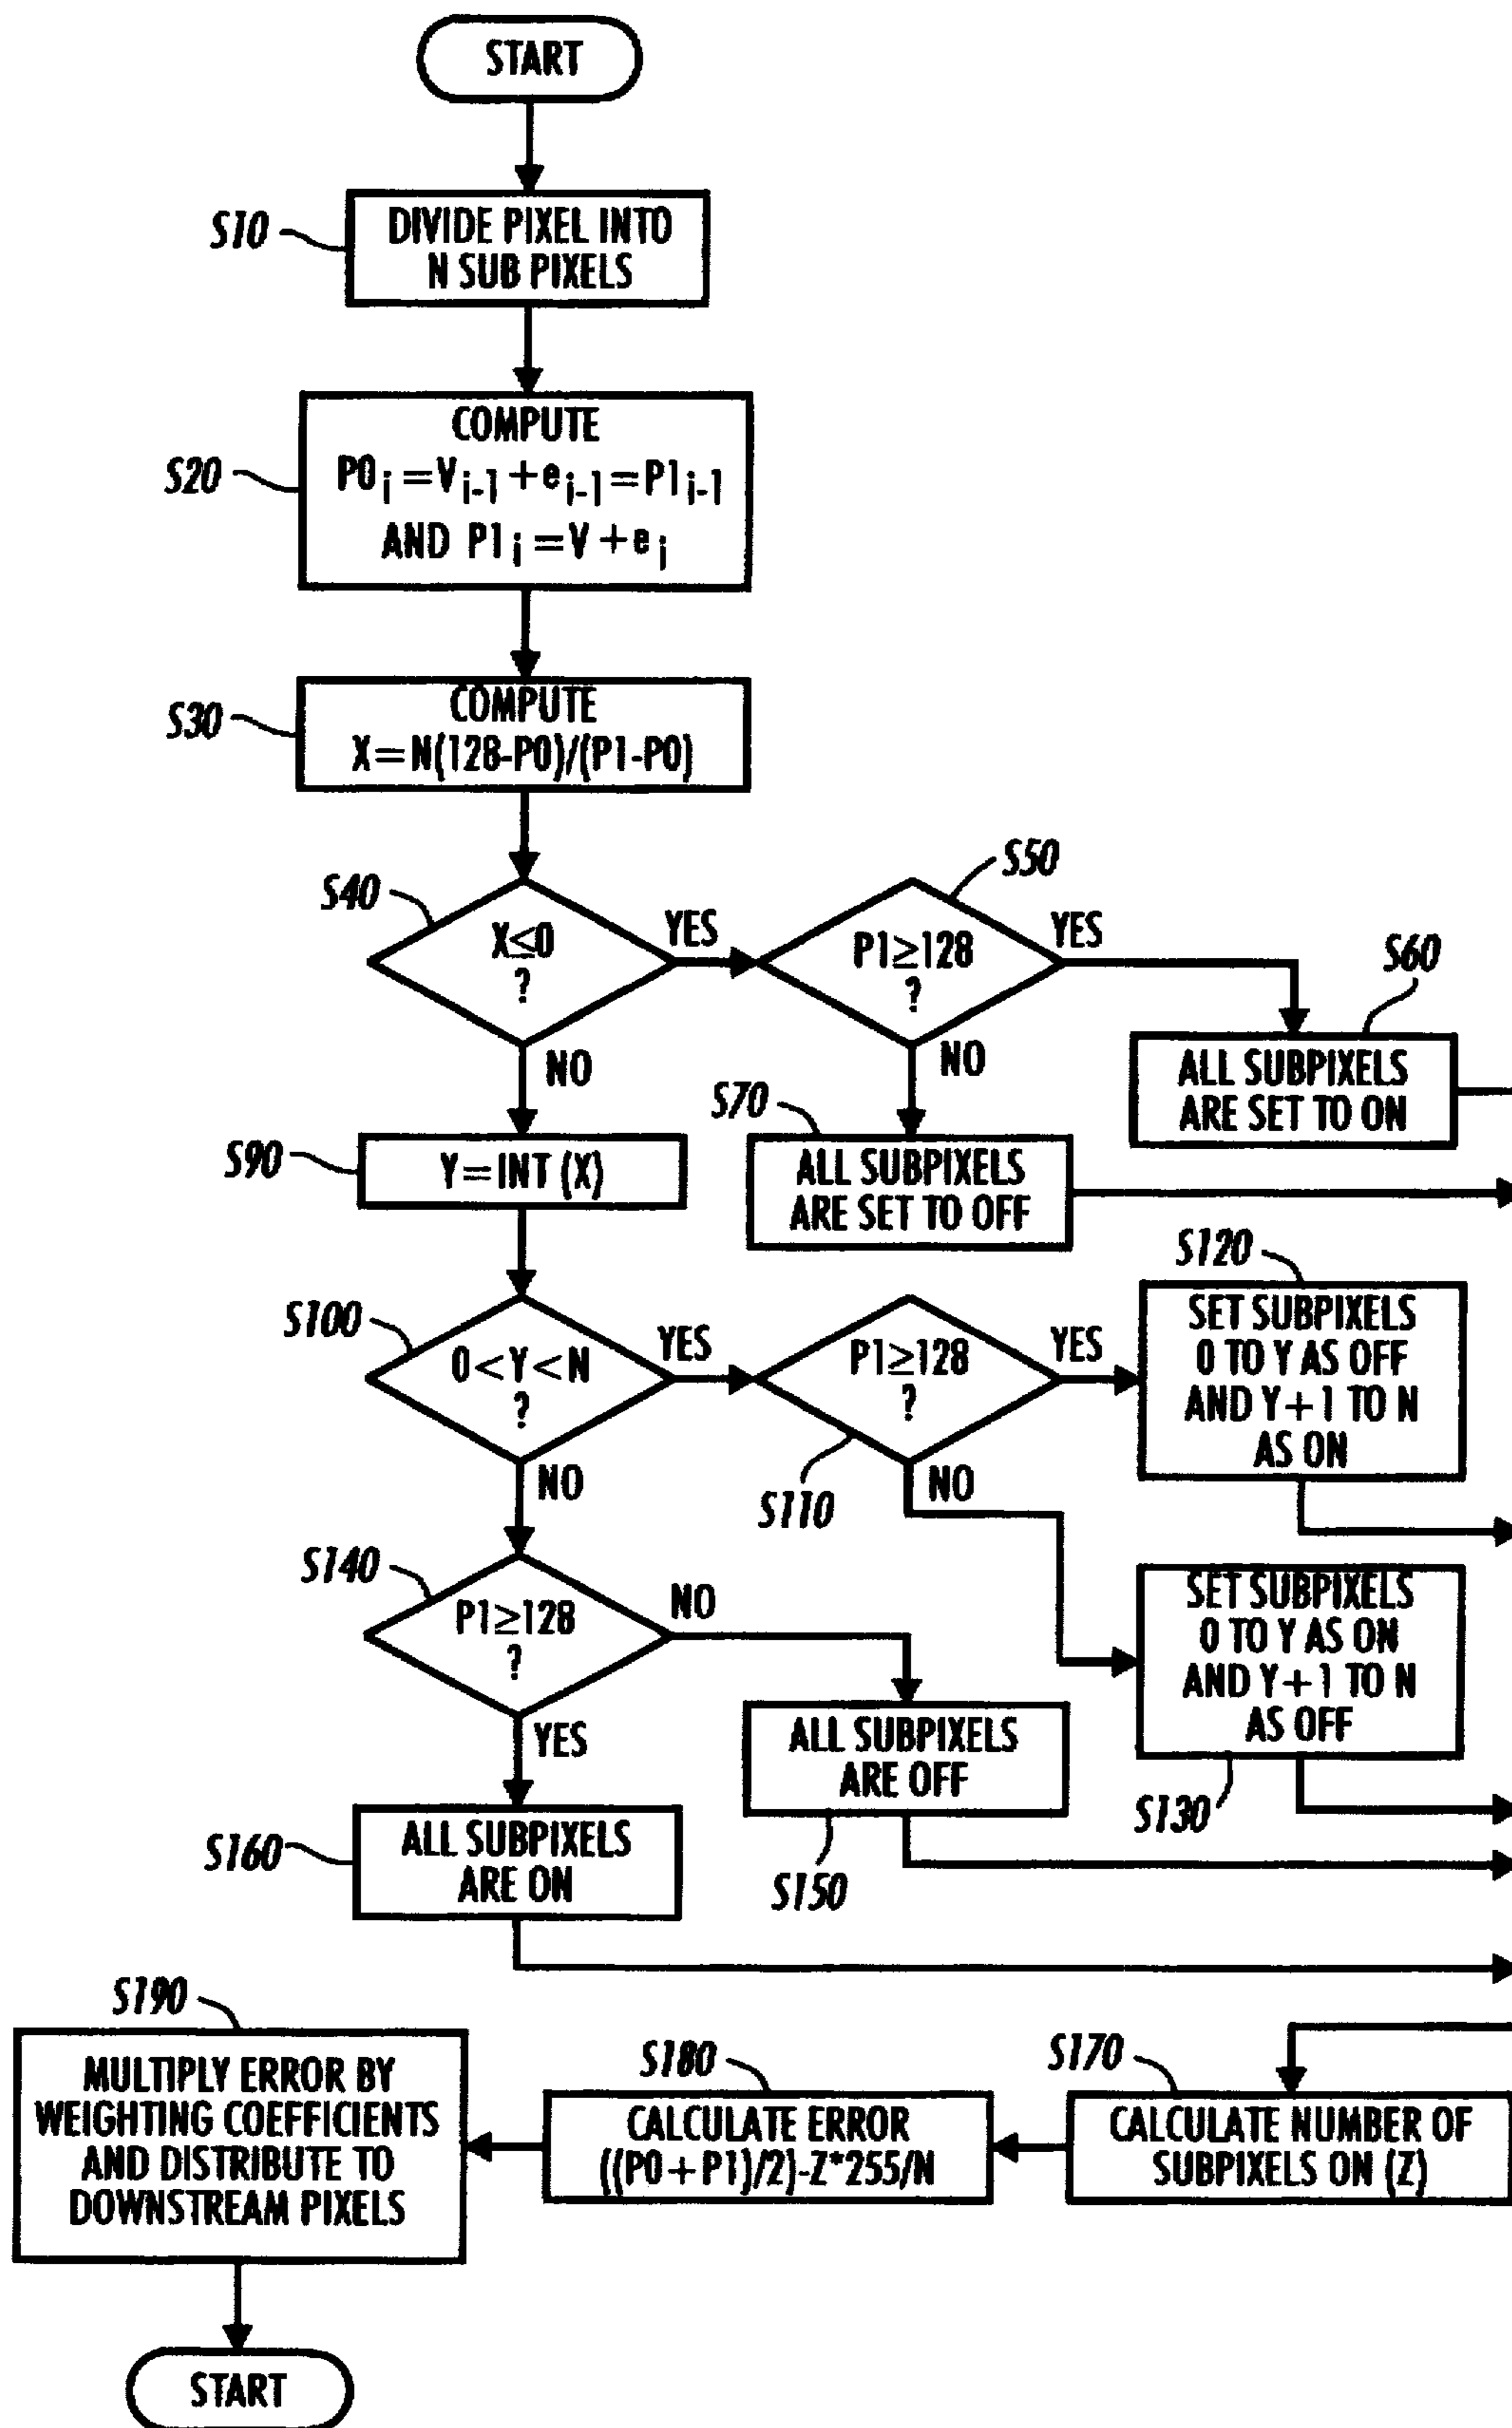 START
S10
DIVIDE PIXEL INTO
N SUB PIXELS
S20
COMPUTE
P0 i = V i-1 + e i-1 = P1 i-1
AND P1 i = V + e i
S30
COMPUTE
X=N(128-P0)/(P1-P0)
S40
X≤0
?
YES
NO
S50
P1≥128
?
YES
NO
S60
ALL SUBPIXELS
ARE SET TO ON
S70
ALL SUBPIXELS
ARE SET TO OFF
S90
Y=INT (X)
S100
0<Y<N
?
YES
NO
P1≥128
?
S110
YES
NO
S120
SET SUBPIXELS
0 TO Y AS OFF
AND Y+1 TO N
AS ON
SET SUBPIXELS
0 TO Y AS ON
AND Y+1 TO N
AS OFF
S130
S140
P1≥128
?
NO
YES
ALL SUBPIXELS
ARE OFF
S150
S160
ALL SUBPIXELS
ARE ON
S170
CALCULATE NUMBER OF
SUBPIXELS ON (Z)
S180
CALCULATE ERROR
((P0+P1)/2)-Z*255/N
S190
MULTIPLY ERROR BY
WEIGHTING COEFFICIENTS
AND DISTRIBUTE TO
DOWNSTREAM PIXELS
START